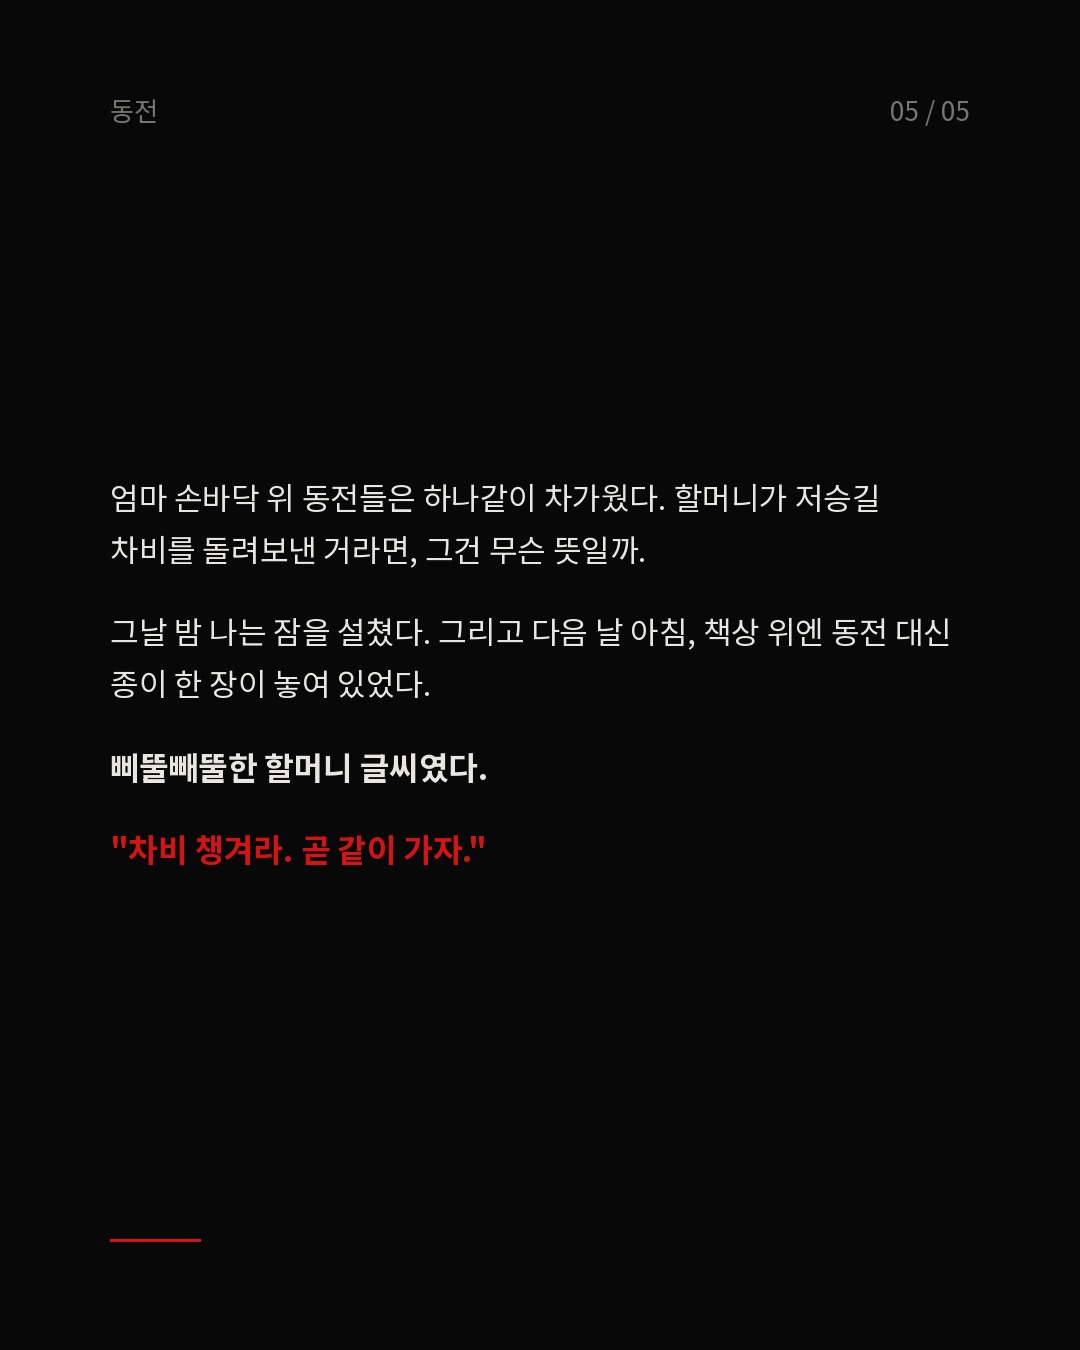 동전
05 / 05
엄마 손바닥 위 동전들은 하나같이 차가웠다. 할머니가 저승길
차비를 돌려보낸 거라면, 그건 무슨 뜻일까.
그날 밤 나는 잠을 설쳤다. 그리고 다음 날 아침, 책상 위엔 동전 대신
종이 한 장이 놓여 있었다.
삐뚤빼뚤한 할머니 글씨였다.
"차비 챙겨라. 곧 같이 가자."